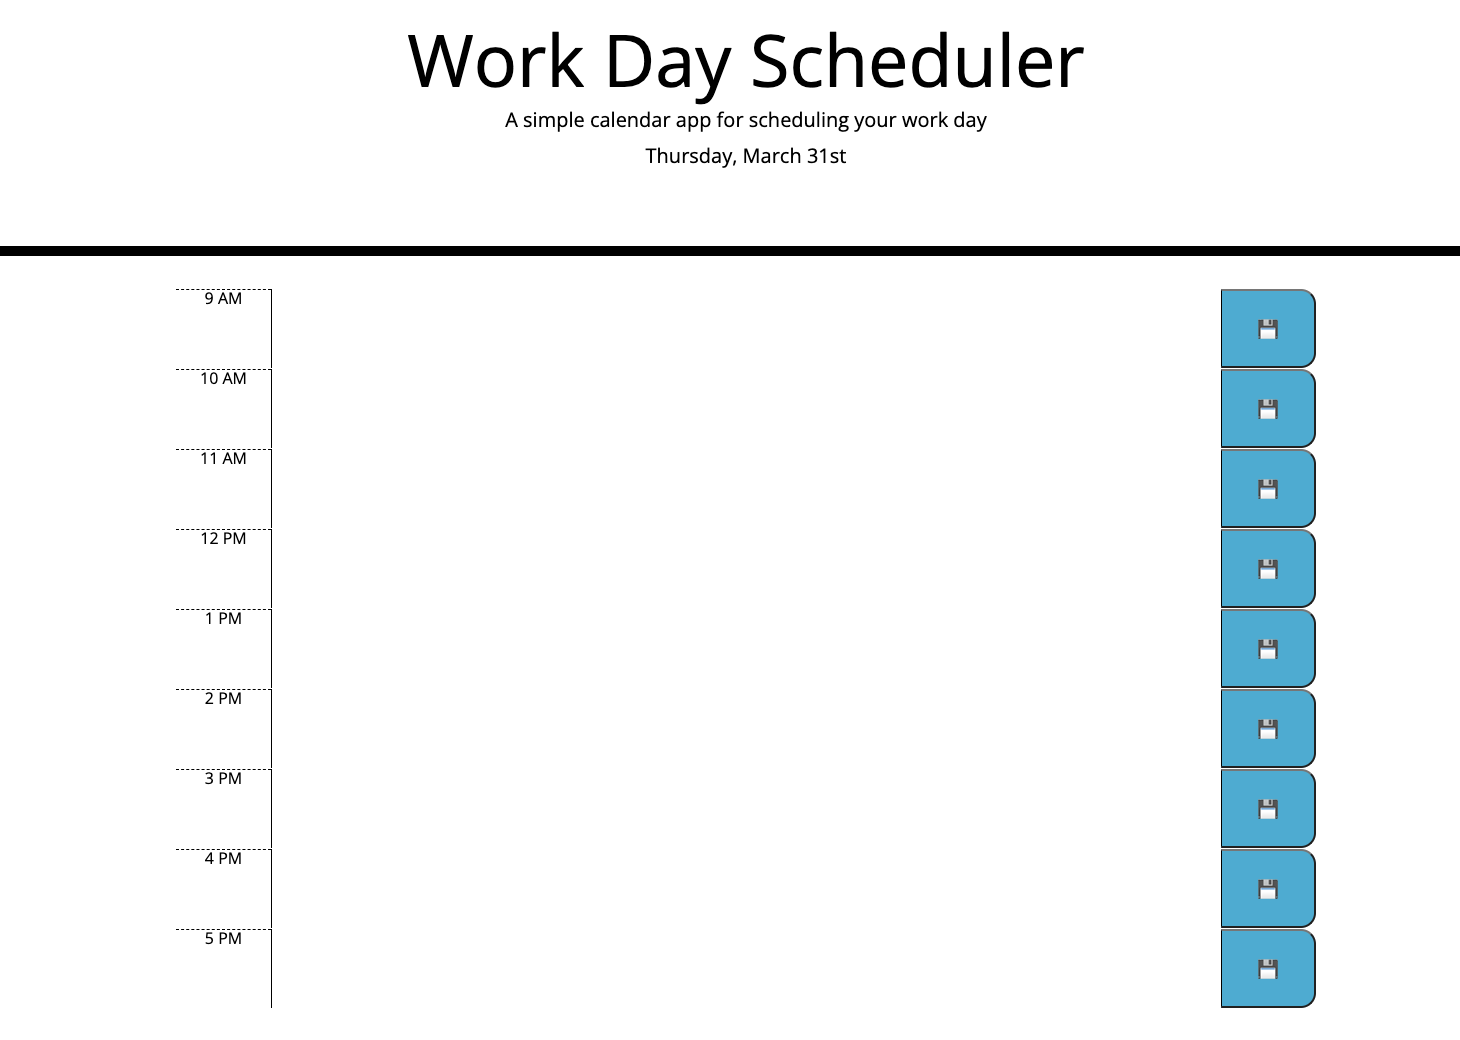 Work Day Scheduler
A simple calendar app for scheduling your work day
Thursday, March 31st
9 AM
10 AM
11 AM
12 PM
1 PM
2 PM
3 PM
4 PM
5 PM